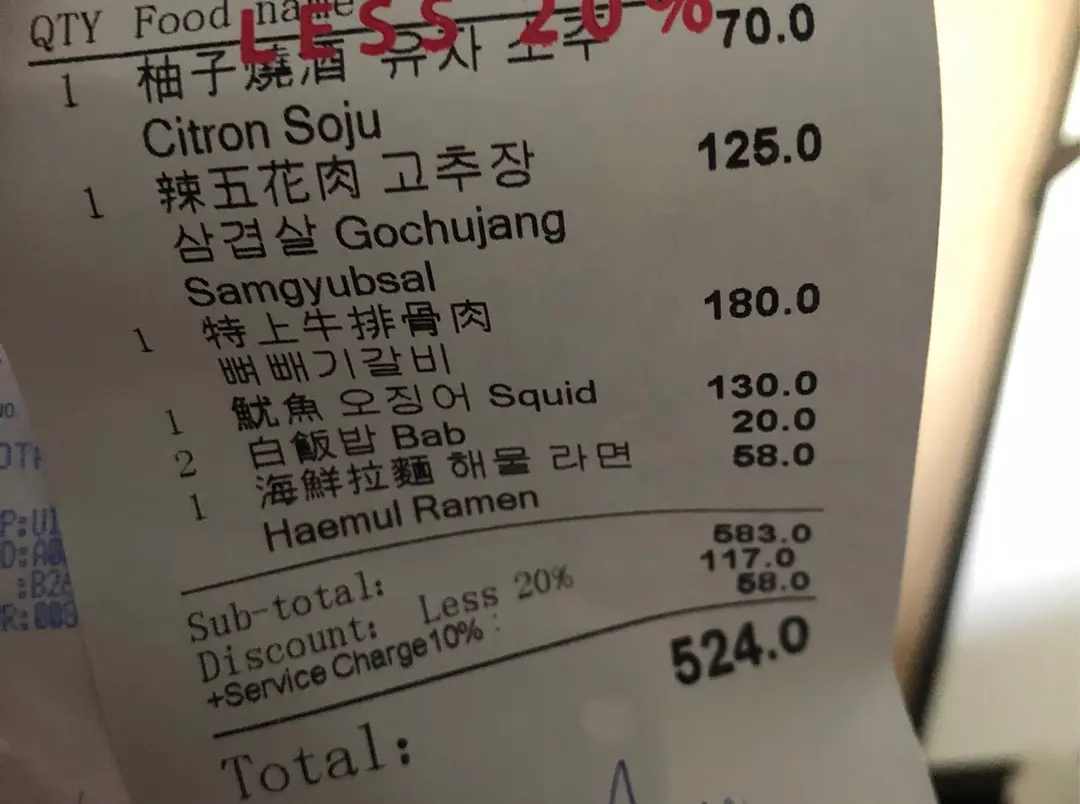 QTY Food name
LESS 20%
1 柚子燒酒 유자 소주 70.0
Citron Soju
1 辣五花肉 고추장 125.0
삼겹살 Gochujang
Samgyubsal
1 特上牛排骨肉 180.0
뼈빼기갈비
1 魷魚 오징어 Squid 130.0
2 白飯밥 Bab 20.0
1 海鮮拉麵 해물 라면 58.0
Haemul Ramen
Sub-total: 583.0
Discount: Less 20% 117.0
+Service Charge10% : 58.0
Total: 524.0